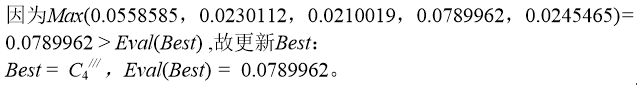 因为Max(0.0558585，0.0230112，0.0210019，0.0789962，0.0245465)=
0.0789962 > Eval(Best) ,故更新Best：
Best = C₄′′′，Eval(Best) = 0.0789962。